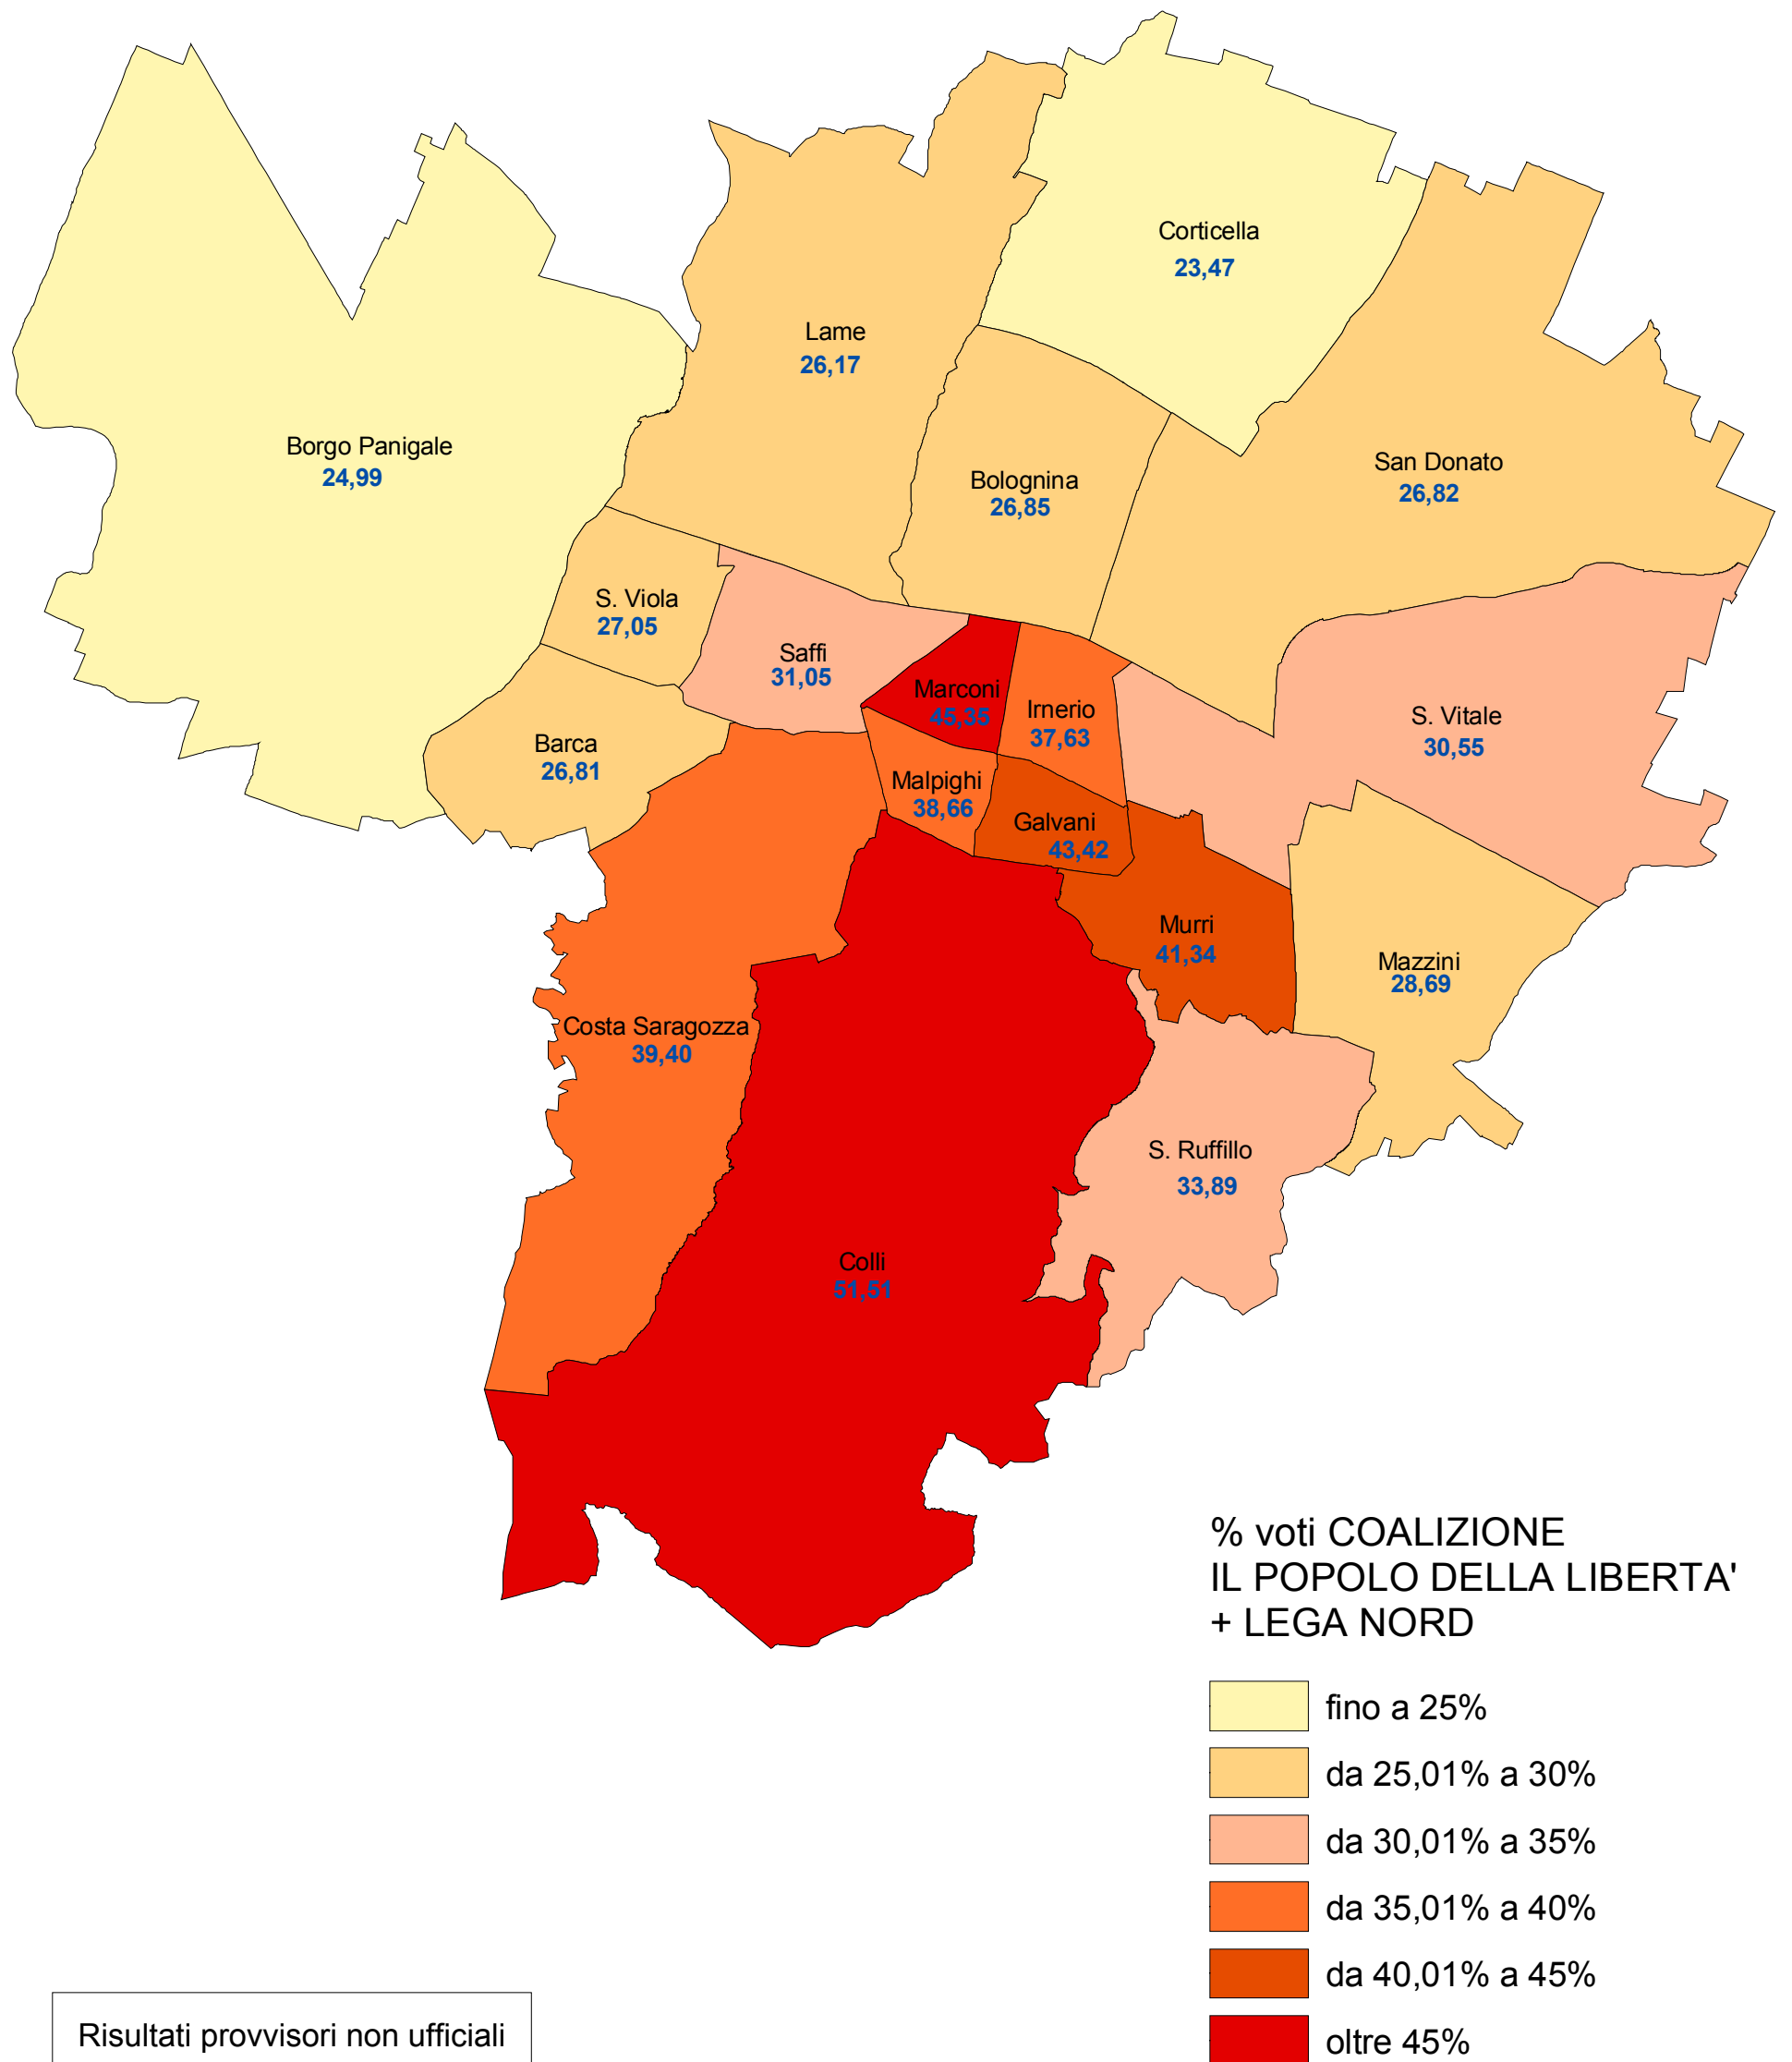 Corticella
23,47
Lame
26,17
Borgo Panigale
24,99
San Donato
26,82
Bolognina
26,85
S. Viola
27,05
Saffi
31,05
Marconi
45,35
Irnerio
37,63
S. Vitale
30,55
Barca
26,81
Malpighi
38,66
Galvani
43,42
Murri
41,34
Mazzini
28,69
Costa Saragozza
39,40
S. Ruffillo
33,89
Colli
51,51
% voti COALIZIONE
IL POPOLO DELLA LIBERTA'
+ LEGA NORD
fino a 25%
da 25,01% a 30%
da 30,01% a 35%
da 35,01% a 40%
da 40,01% a 45%
oltre 45%
Risultati provvisori non ufficiali